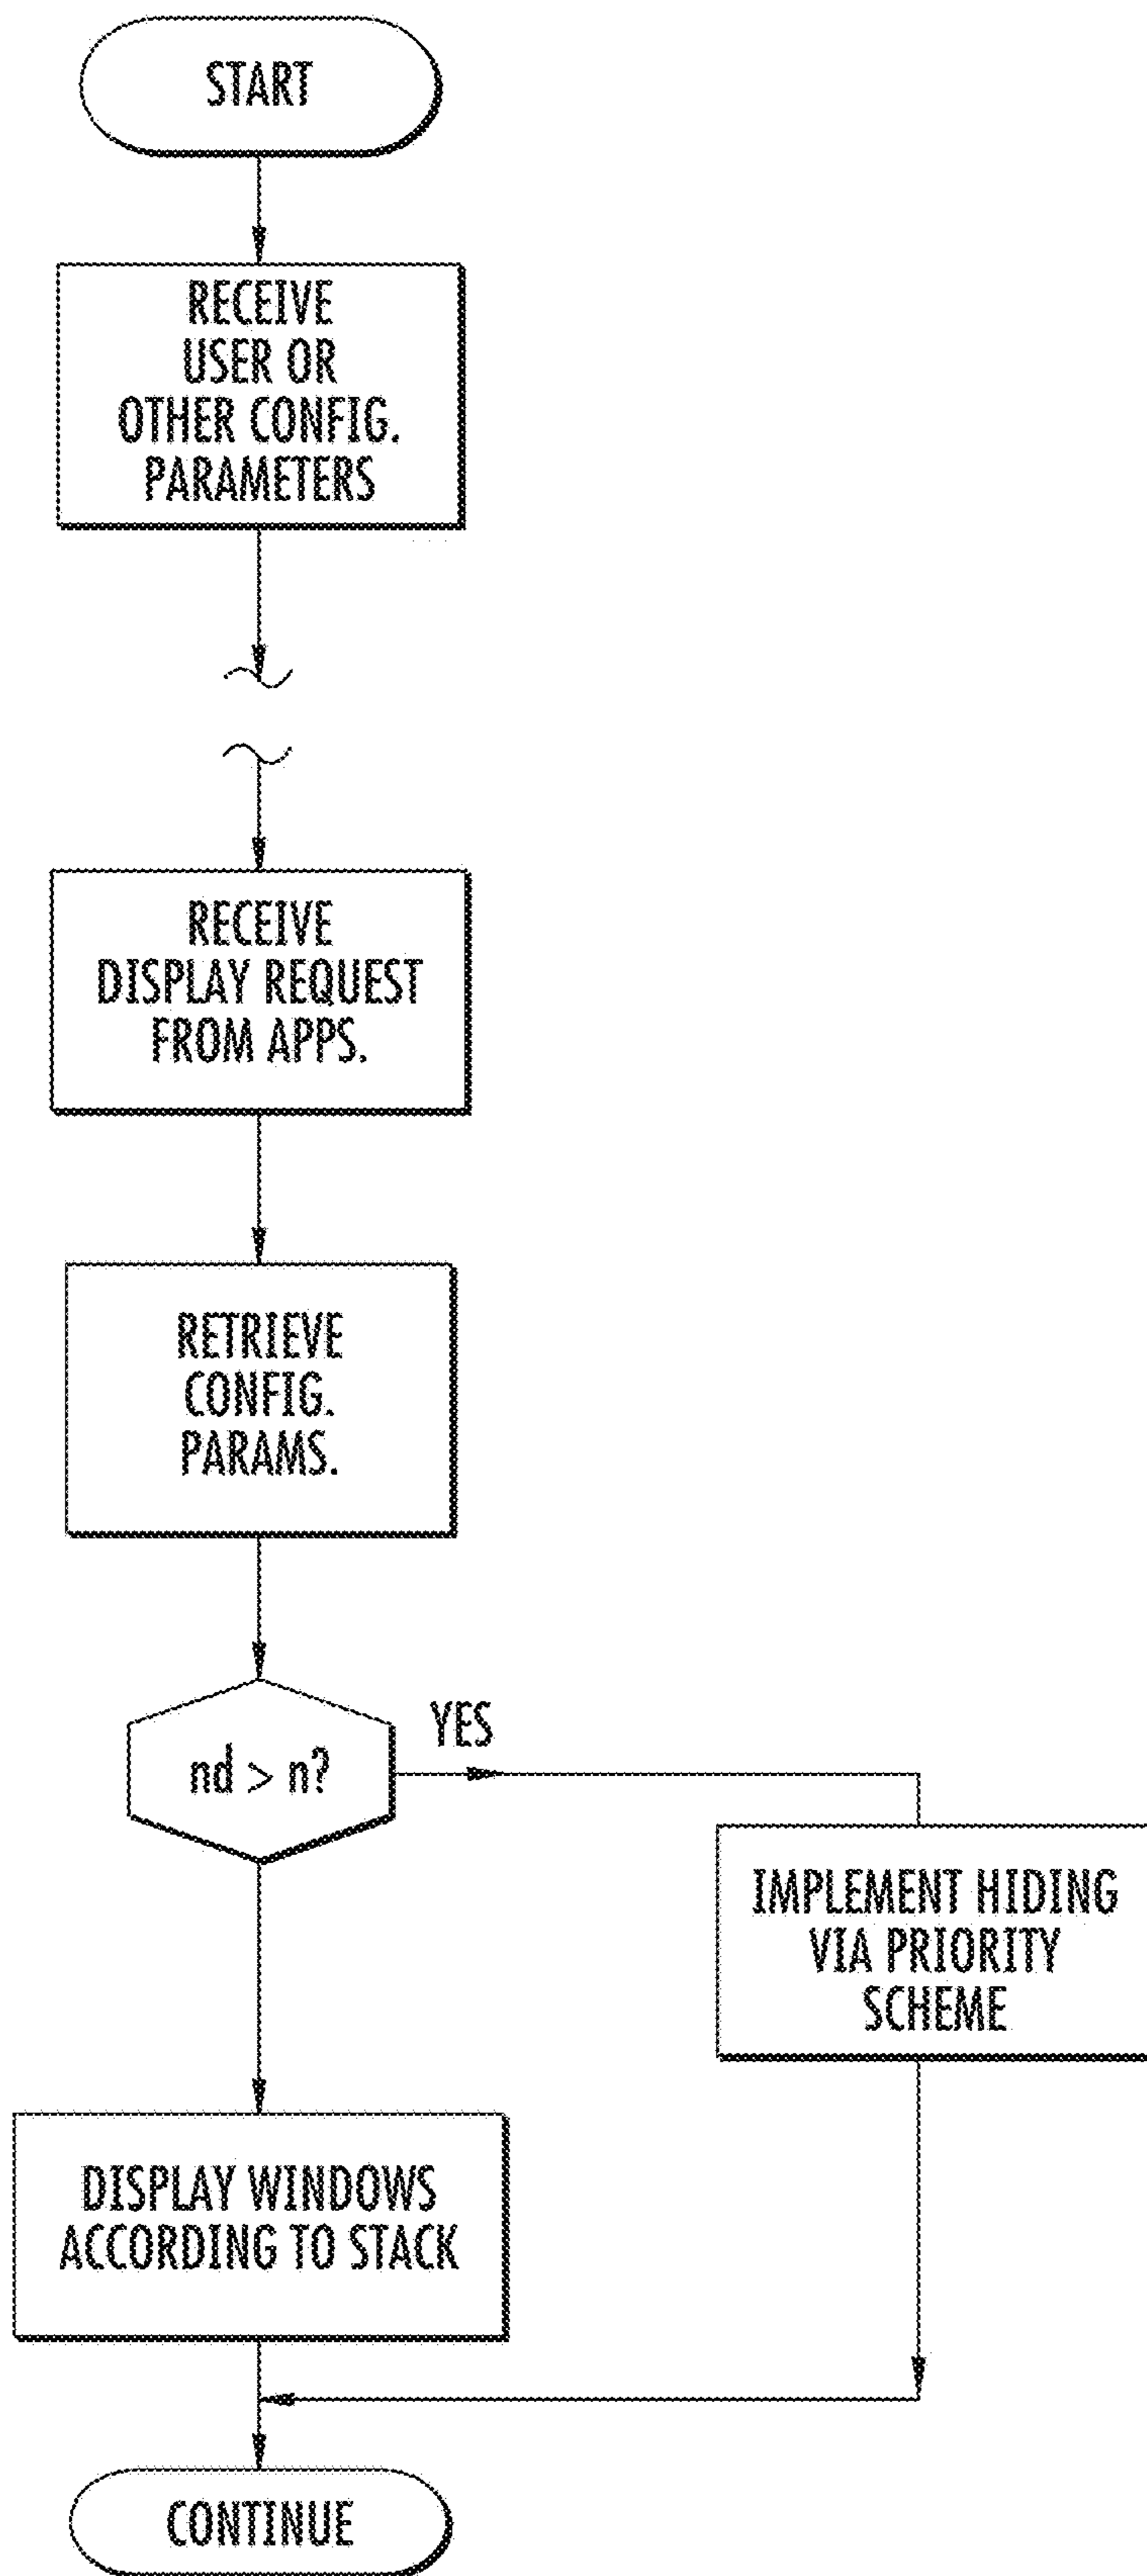 START
RECEIVE
USER OR
OTHER CONFIG.
PARAMETERS
RECEIVE
DISPLAY REQUEST
FROM APPS.
RETRIEVE
CONFIG.
PARAMS.
nd > n?
YES
IMPLEMENT HIDING
VIA PRIORITY
SCHEME
DISPLAY WINDOWS
ACCORDING TO STACK
CONTINUE